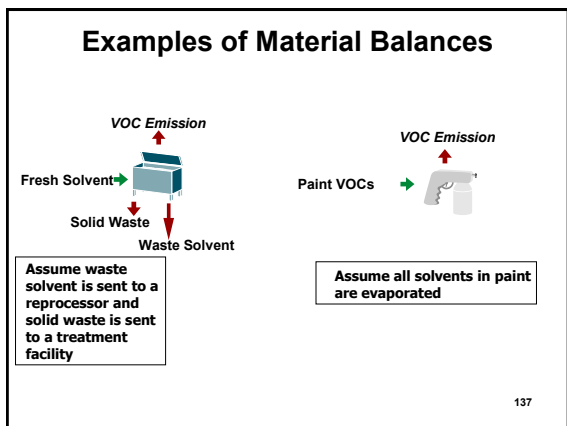 Examples of Material Balances
VOC Emission
Fresh Solvent
Solid Waste
Waste Solvent
Assume waste
solvent is sent to a
reprocessor and
solid waste is sent
to a treatment
facility
VOC Emission
Paint VOCs
Assume all solvents in paint
are evaporated
137